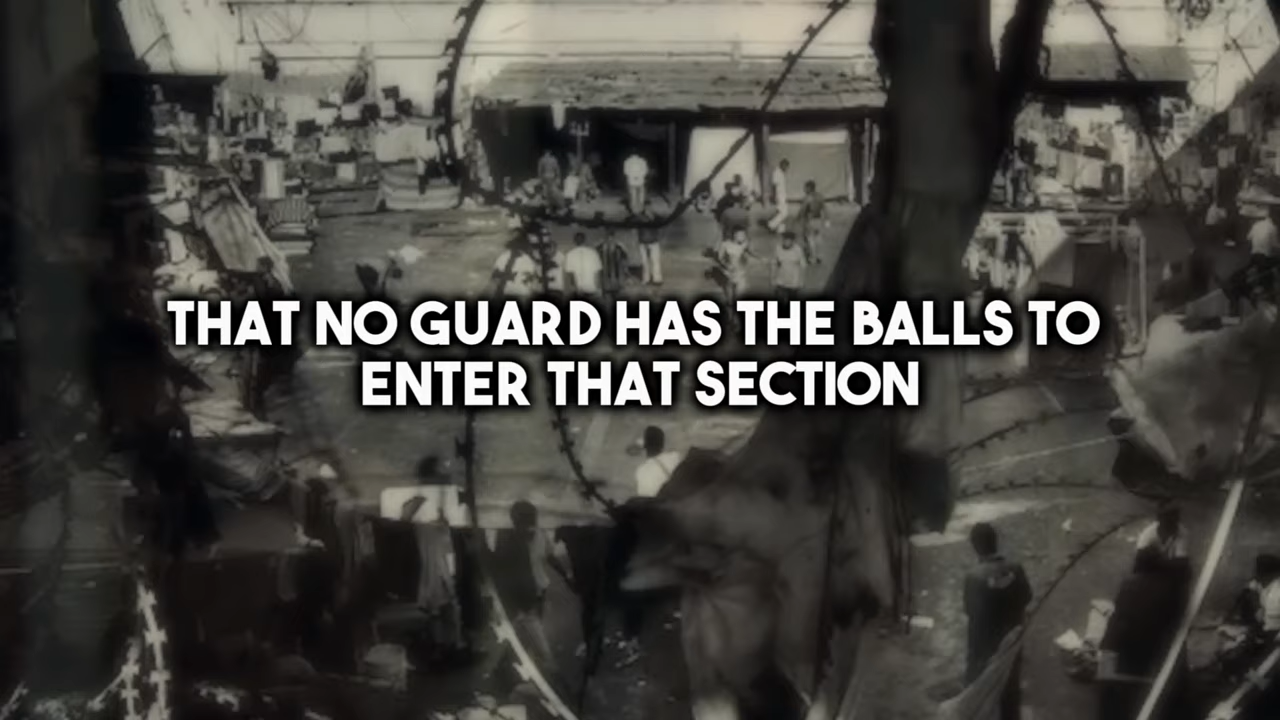 THAT NO GUARD HAS THE BALLS TO
ENTER THAT SECTION